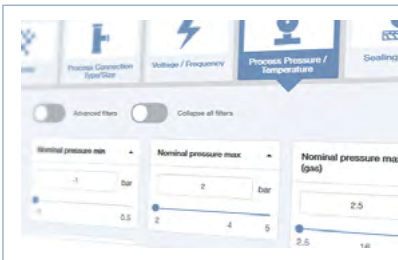 Process Connection
Type/Size
Voltage / Frequency
Process Pressure /
Temperature
Sealing
Advanced filters
Collapse all filters
Nominal pressure min
-1
bar
-1
0.5
Nominal pressure max
2
bar
2
4
5
Nominal pressure max
(gas)
2.5
2.5
16